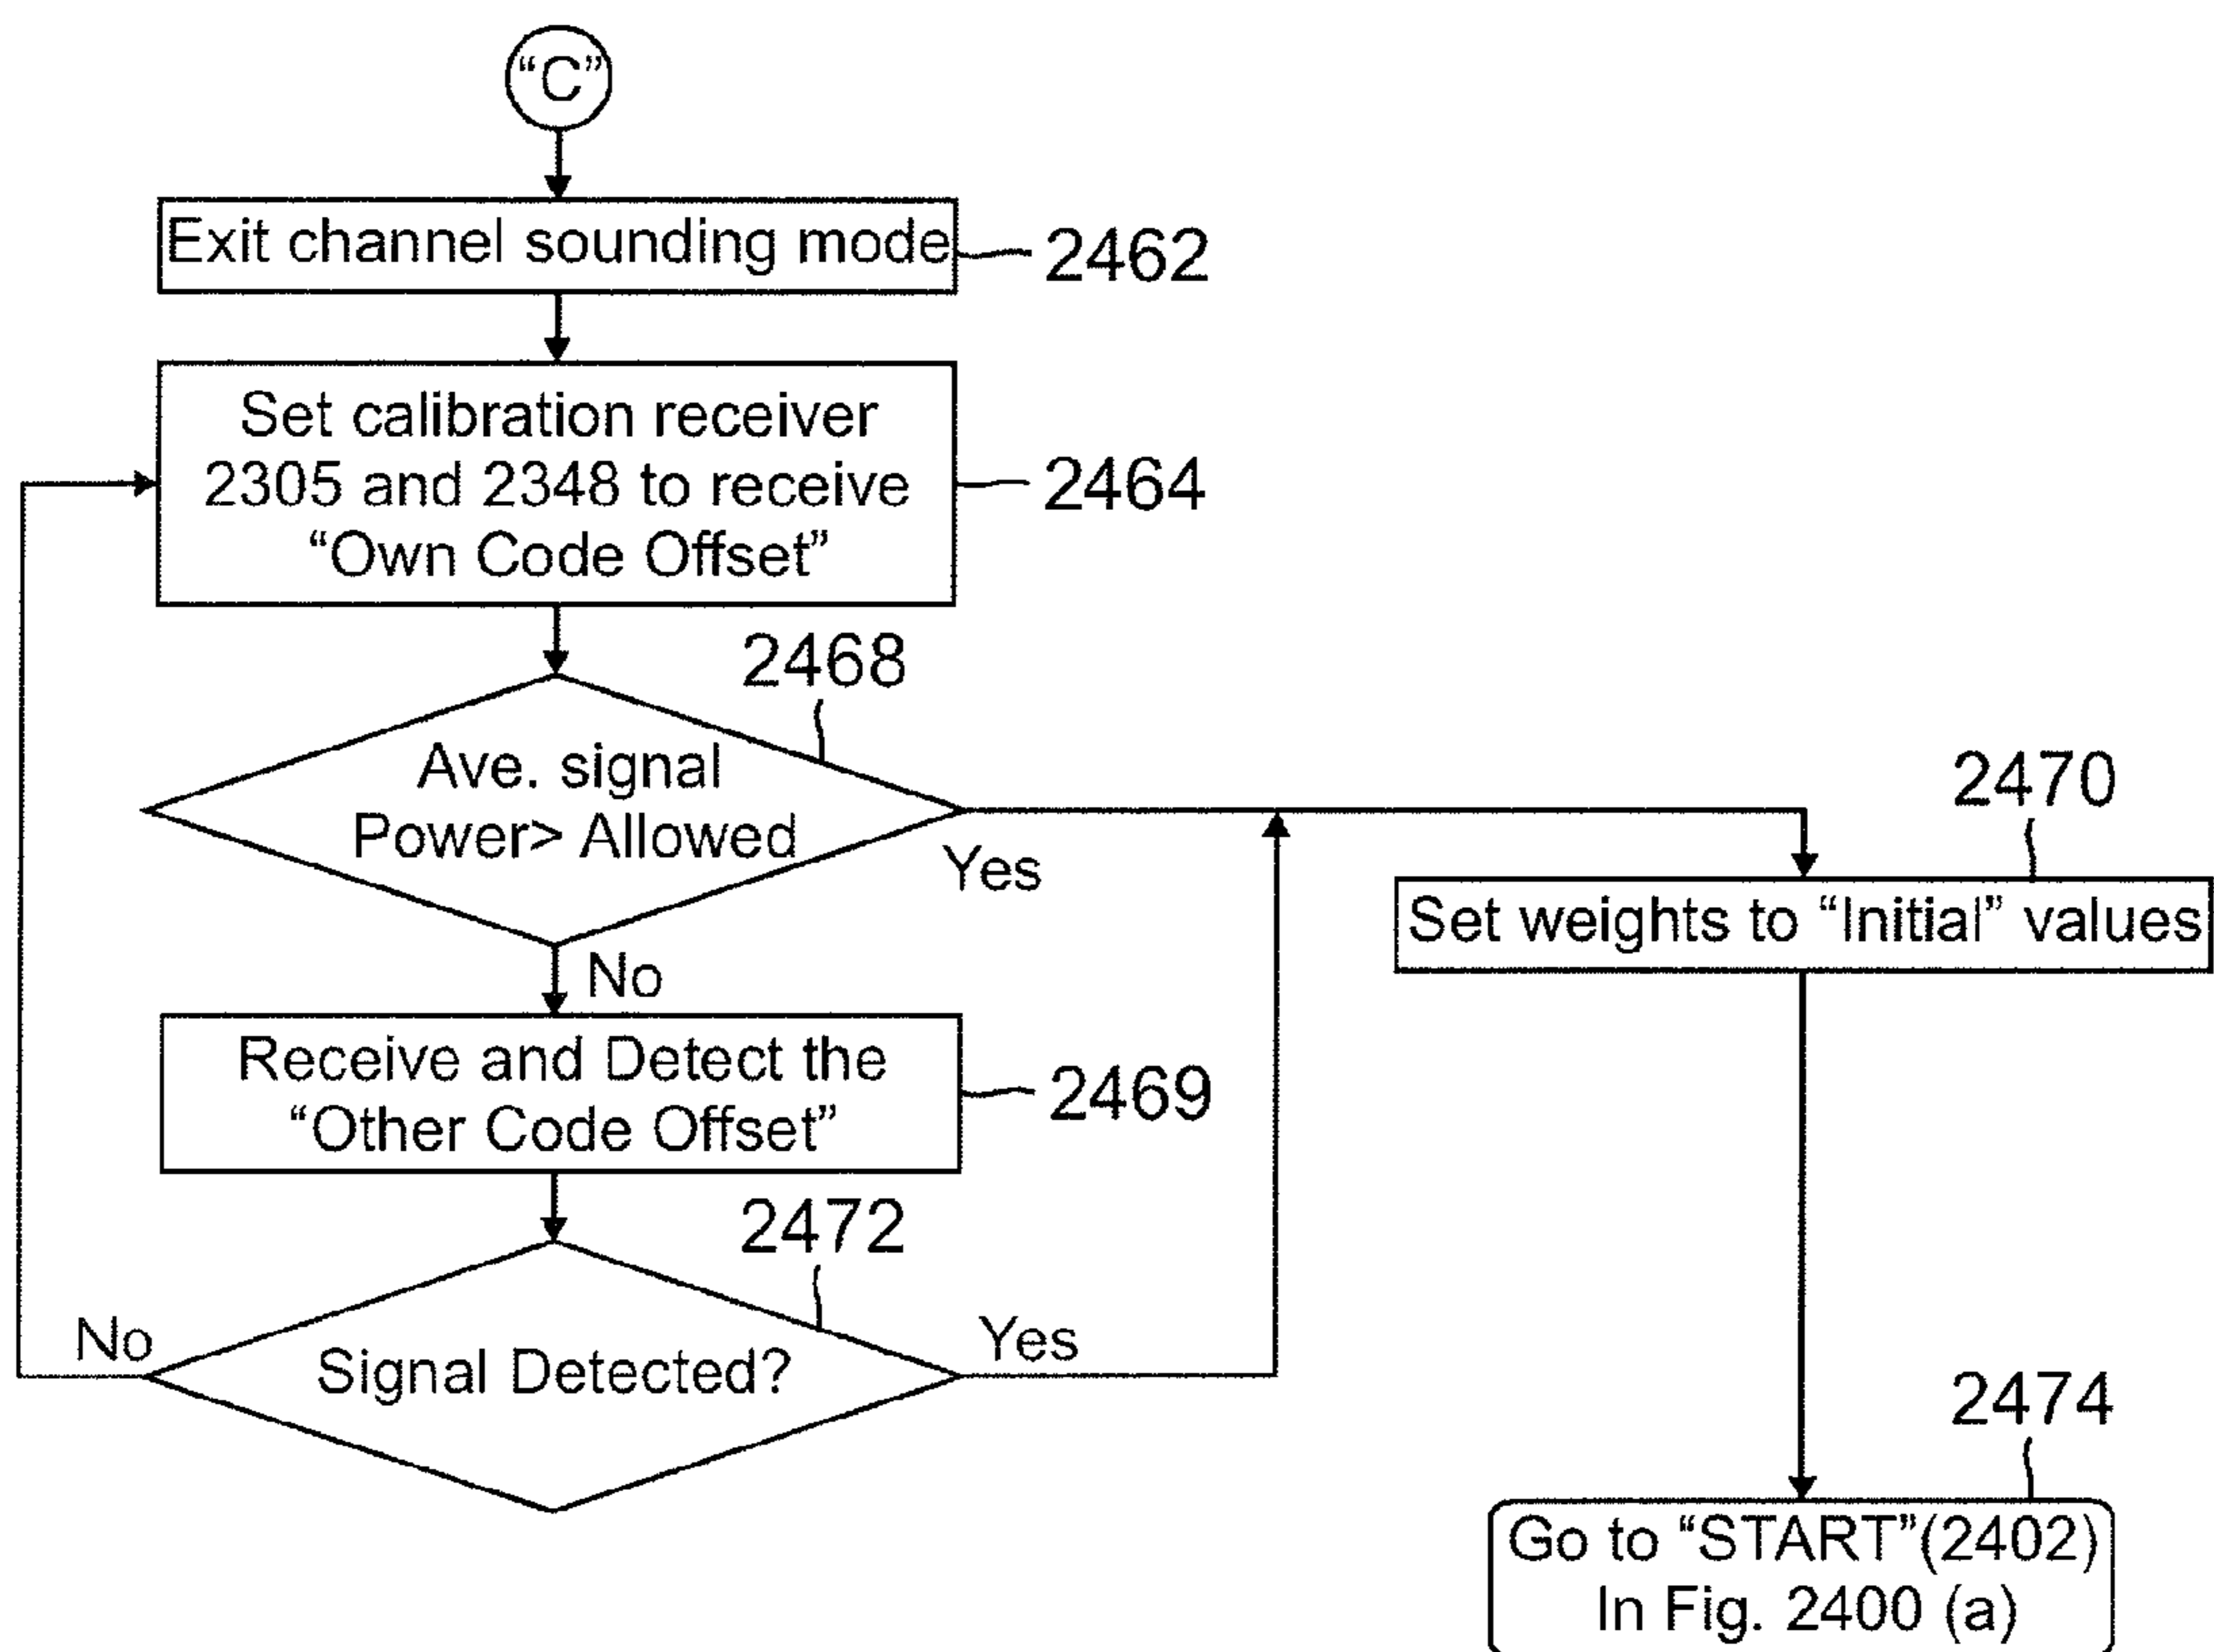 “C”
Exit channel sounding mode
2462
Set calibration receiver
2305 and 2348 to receive
“Own Code Offset”
2464
2468
Ave. signal
Power> Allowed
Yes
No
2470
Set weights to “Initial” values
Receive and Detect the
“Other Code Offset”
2469
2472
No
Signal Detected?
Yes
2474
Go to “START”(2402)
In Fig. 2400 (a)